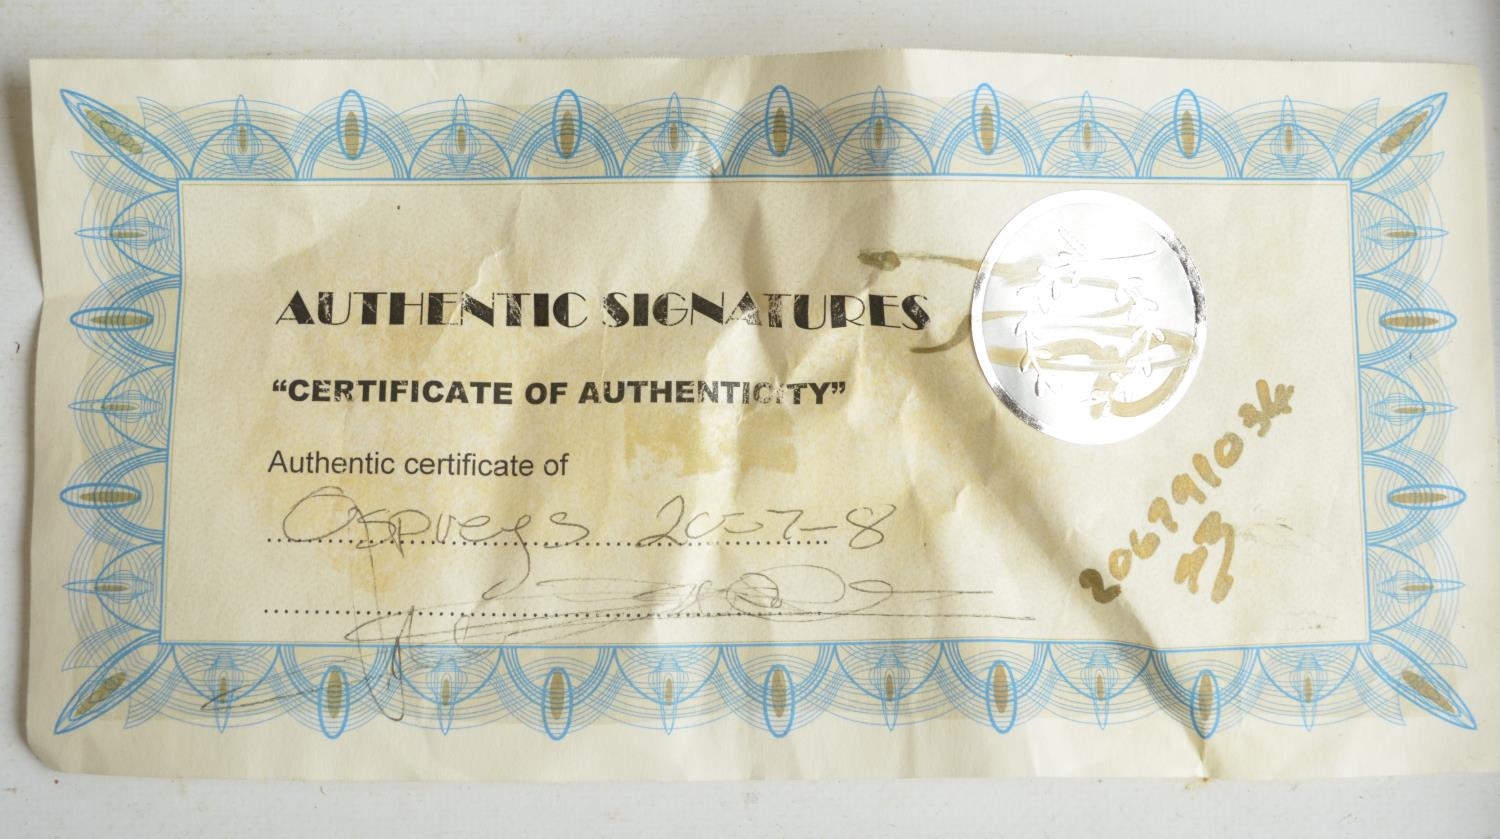 AUTHENTIC SIGNATURES
“CERTIFICATE OF AUTHENTICITY”
Authentic certificate of
Ospreys 2007-8